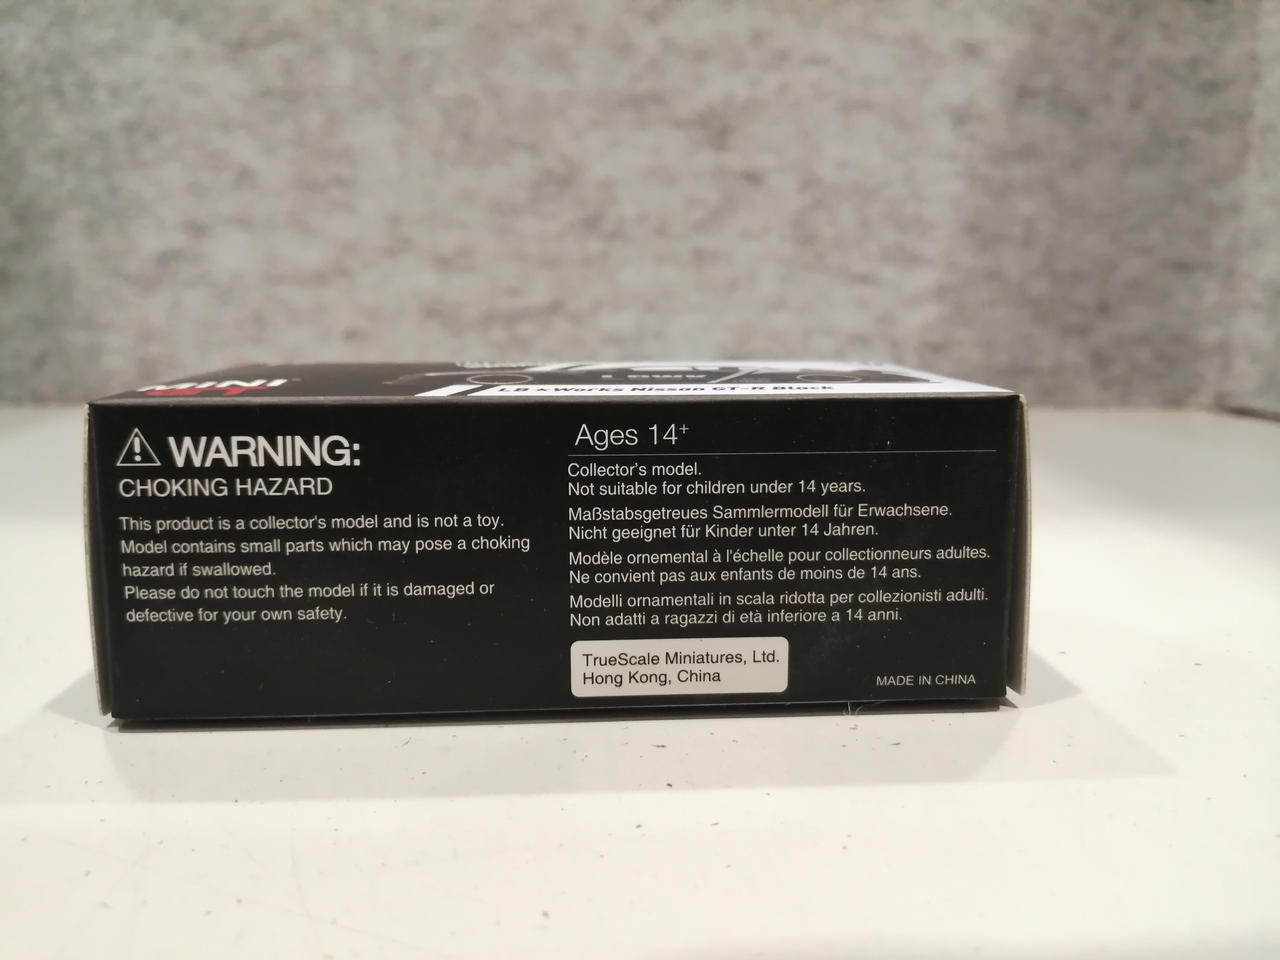 MINI
GT
LB★Works Nissan GT-R Black
WARNING:
CHOKING HAZARD
This product is a collector's model and is not a toy.
Model contains small parts which may pose a choking
hazard if swallowed.
Please do not touch the model if it is damaged or
defective for your own safety.
Ages 14+
Collector's model.
Not suitable for children under 14 years.
Maßstabsgetreues Sammlermodell für Erwachsene.
Nicht geeignet für Kinder unter 14 Jahren.
Modèle ornemental à l'échelle pour collectionneurs adultes.
Ne convient pas aux enfants de moins de 14 ans.
Modelli ornamentali in scala ridotta per collezionisti adulti.
Non adatti a ragazzi di età inferiore a 14 anni.
TrueScale Miniatures, Ltd.
Hong Kong, China
MADE IN CHINA